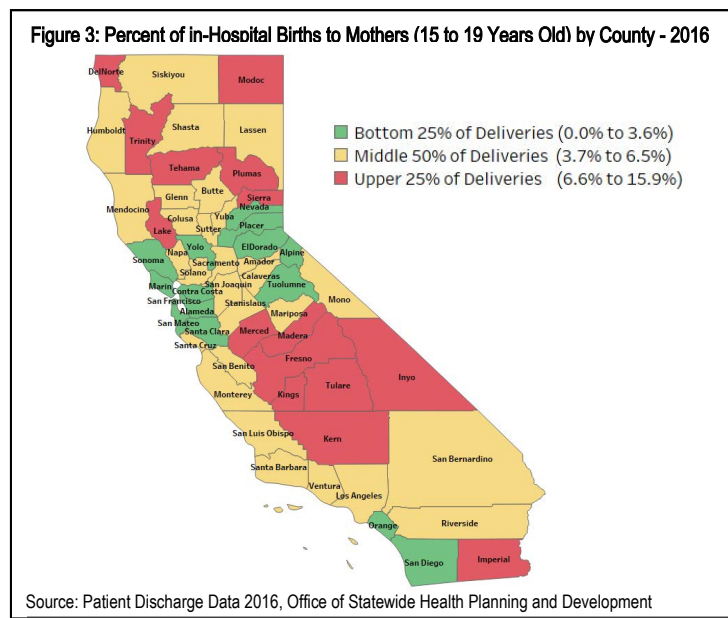 Figure 3: Percent of in-Hospital Births to Mothers (15 to 19 Years Old) by County - 2016
DelNorte
Siskiyou
Modoc
Bottom 25% of Deliveries (0.0% to 3.6%)
Middle 50% of Deliveries (3.7% to 6.5%)
Upper 25% of Deliveries (6.6% to 15.9%)
Humboldt
Trinity
Shasta
Lassen
Tehama
Plumas
Glenn
Butte
Sierra
Mendocino
Nevada
Colusa
Yuba
Placer
Lake
Sutter
Yolo
ElDorado
Alpine
Sonoma
Napa
Sacramento
Amador
Solano
Calaveras
Marin
Contra Costa
San Joaquin
Tuolumne
Mono
San Francisco
Stanislaus
Alameda
Mariposa
San Mateo
Santa Clara
Merced
Madera
Santa Cruz
Fresno
San Benito
Inyo
Tulare
Monterey
Kings
San Luis Obispo
Kern
San Bernardino
Santa Barbara
Ventura
Los Angeles
Orange
Riverside
San Diego
Imperial
Source: Patient Discharge Data 2016, Office of Statewide Health Planning and Development